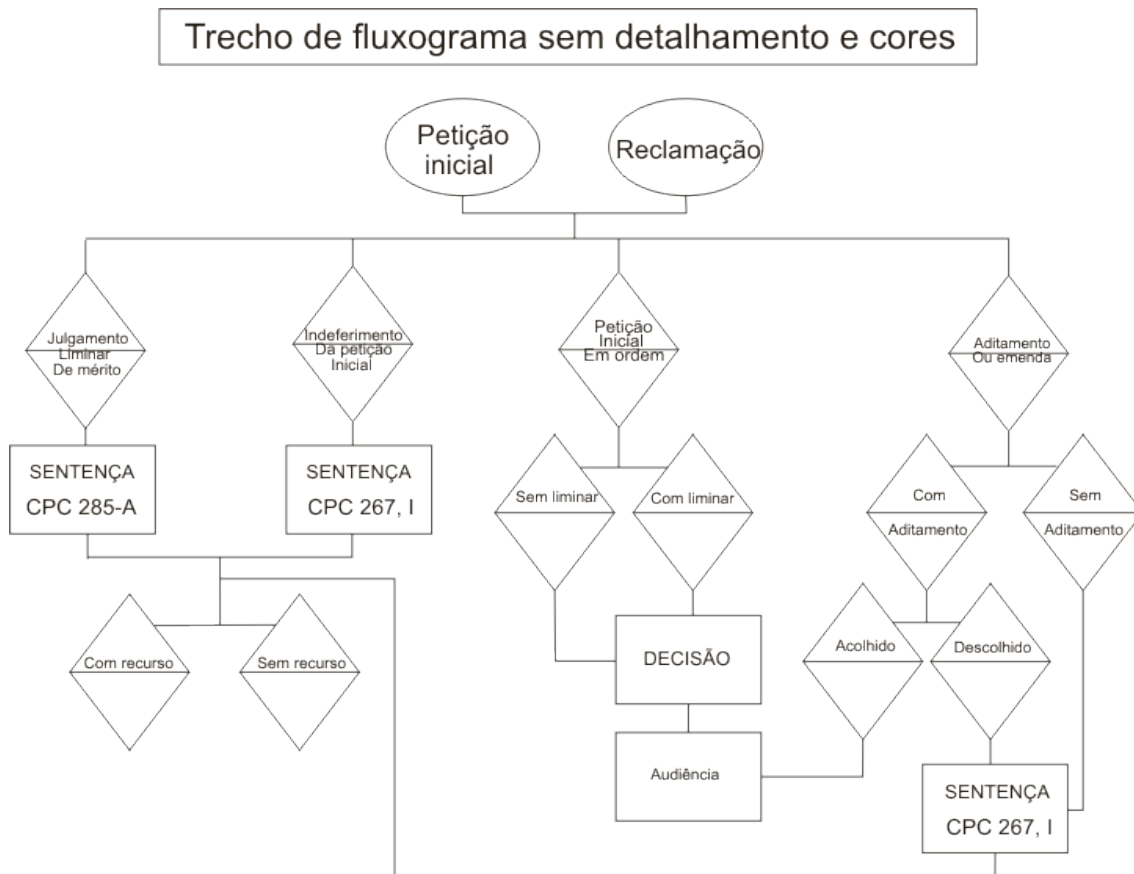 Trecho de fluxograma sem detalhamento e cores
Petição
inicial
Reclamação
Julgamento
Liminar
De mérito
Indeferimento
Da petição
Inicial
Petição
Inicial
Em ordem
Aditamento
Ou emenda
SENTENÇA
CPC 285-A
SENTENÇA
CPC 267, I
Sem liminar
Com liminar
Com
Aditamento
Sem
Aditamento
Com recurso
Sem recurso
DECISÃO
Acolhido
Descolhido
Audiência
SENTENÇA
CPC 267, I